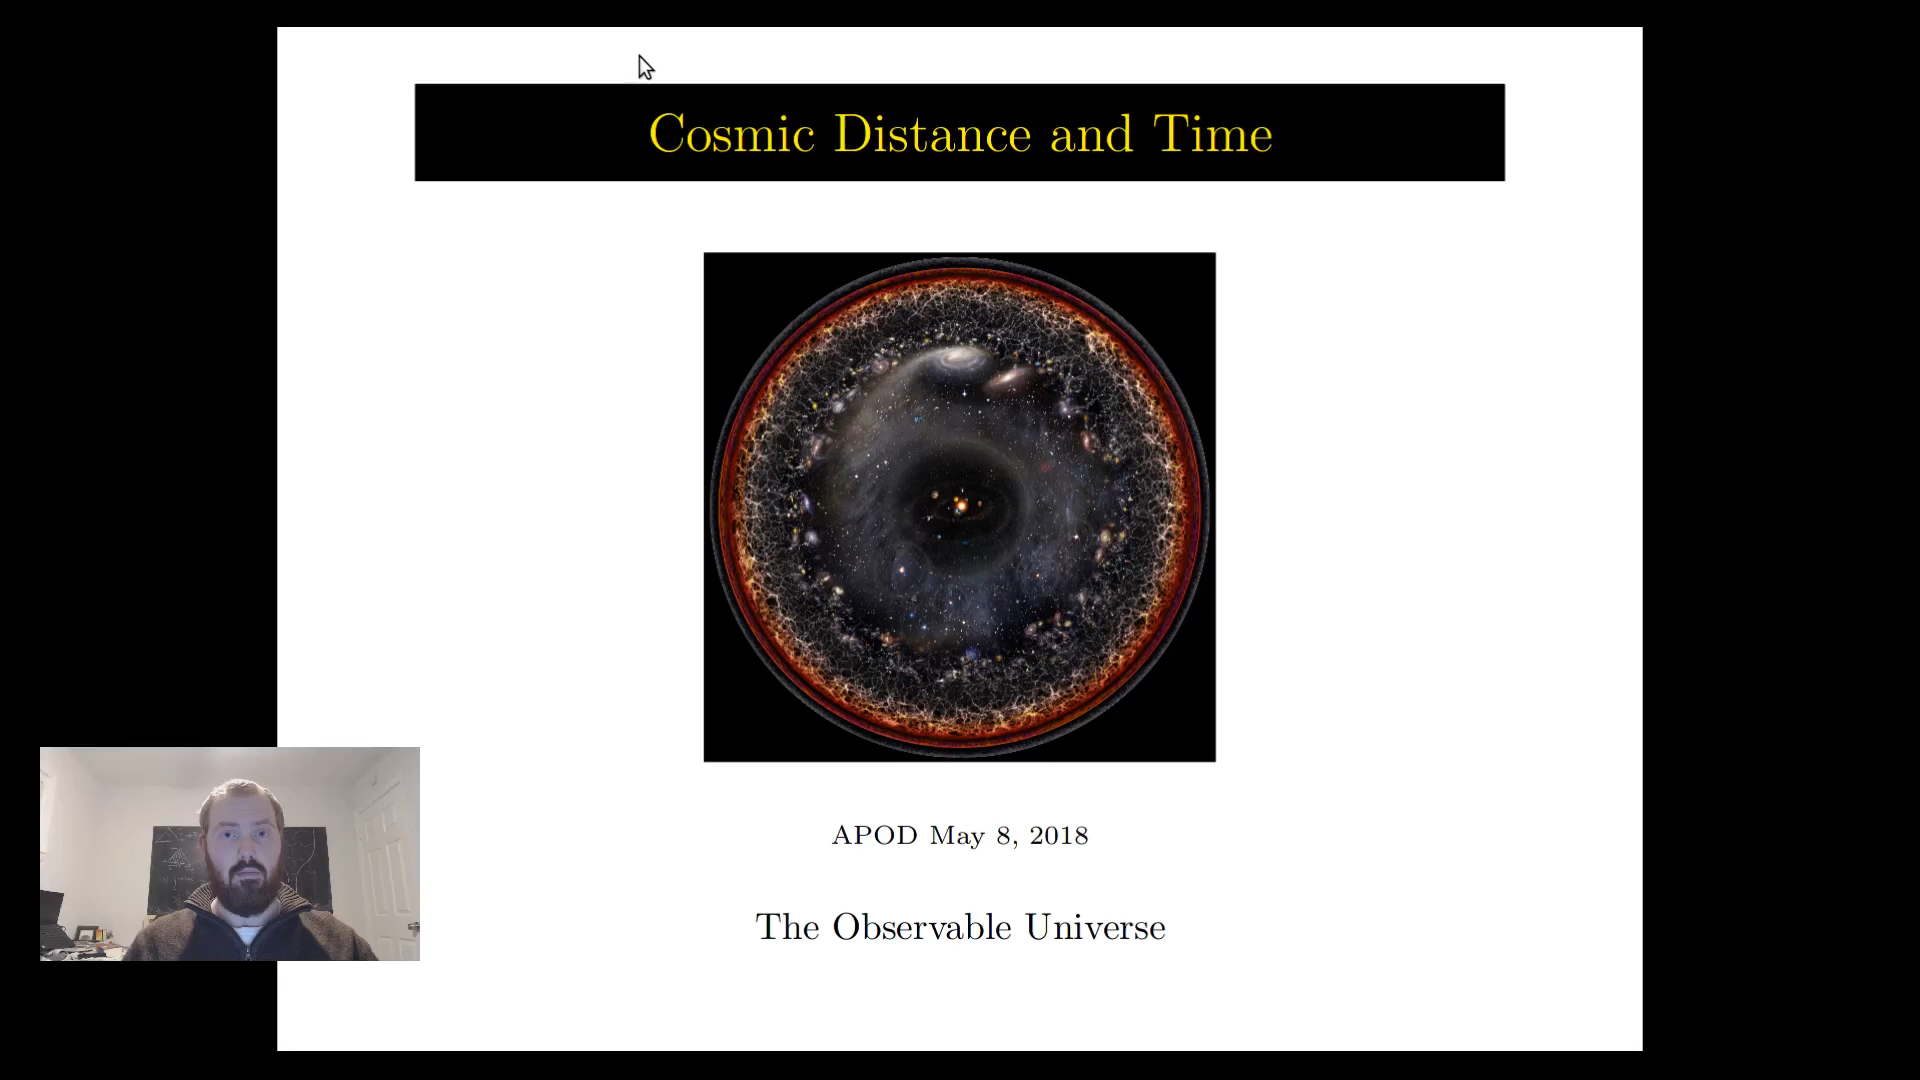 Cosmic Distance and Time
APOD May 8, 2018
The Observable Universe